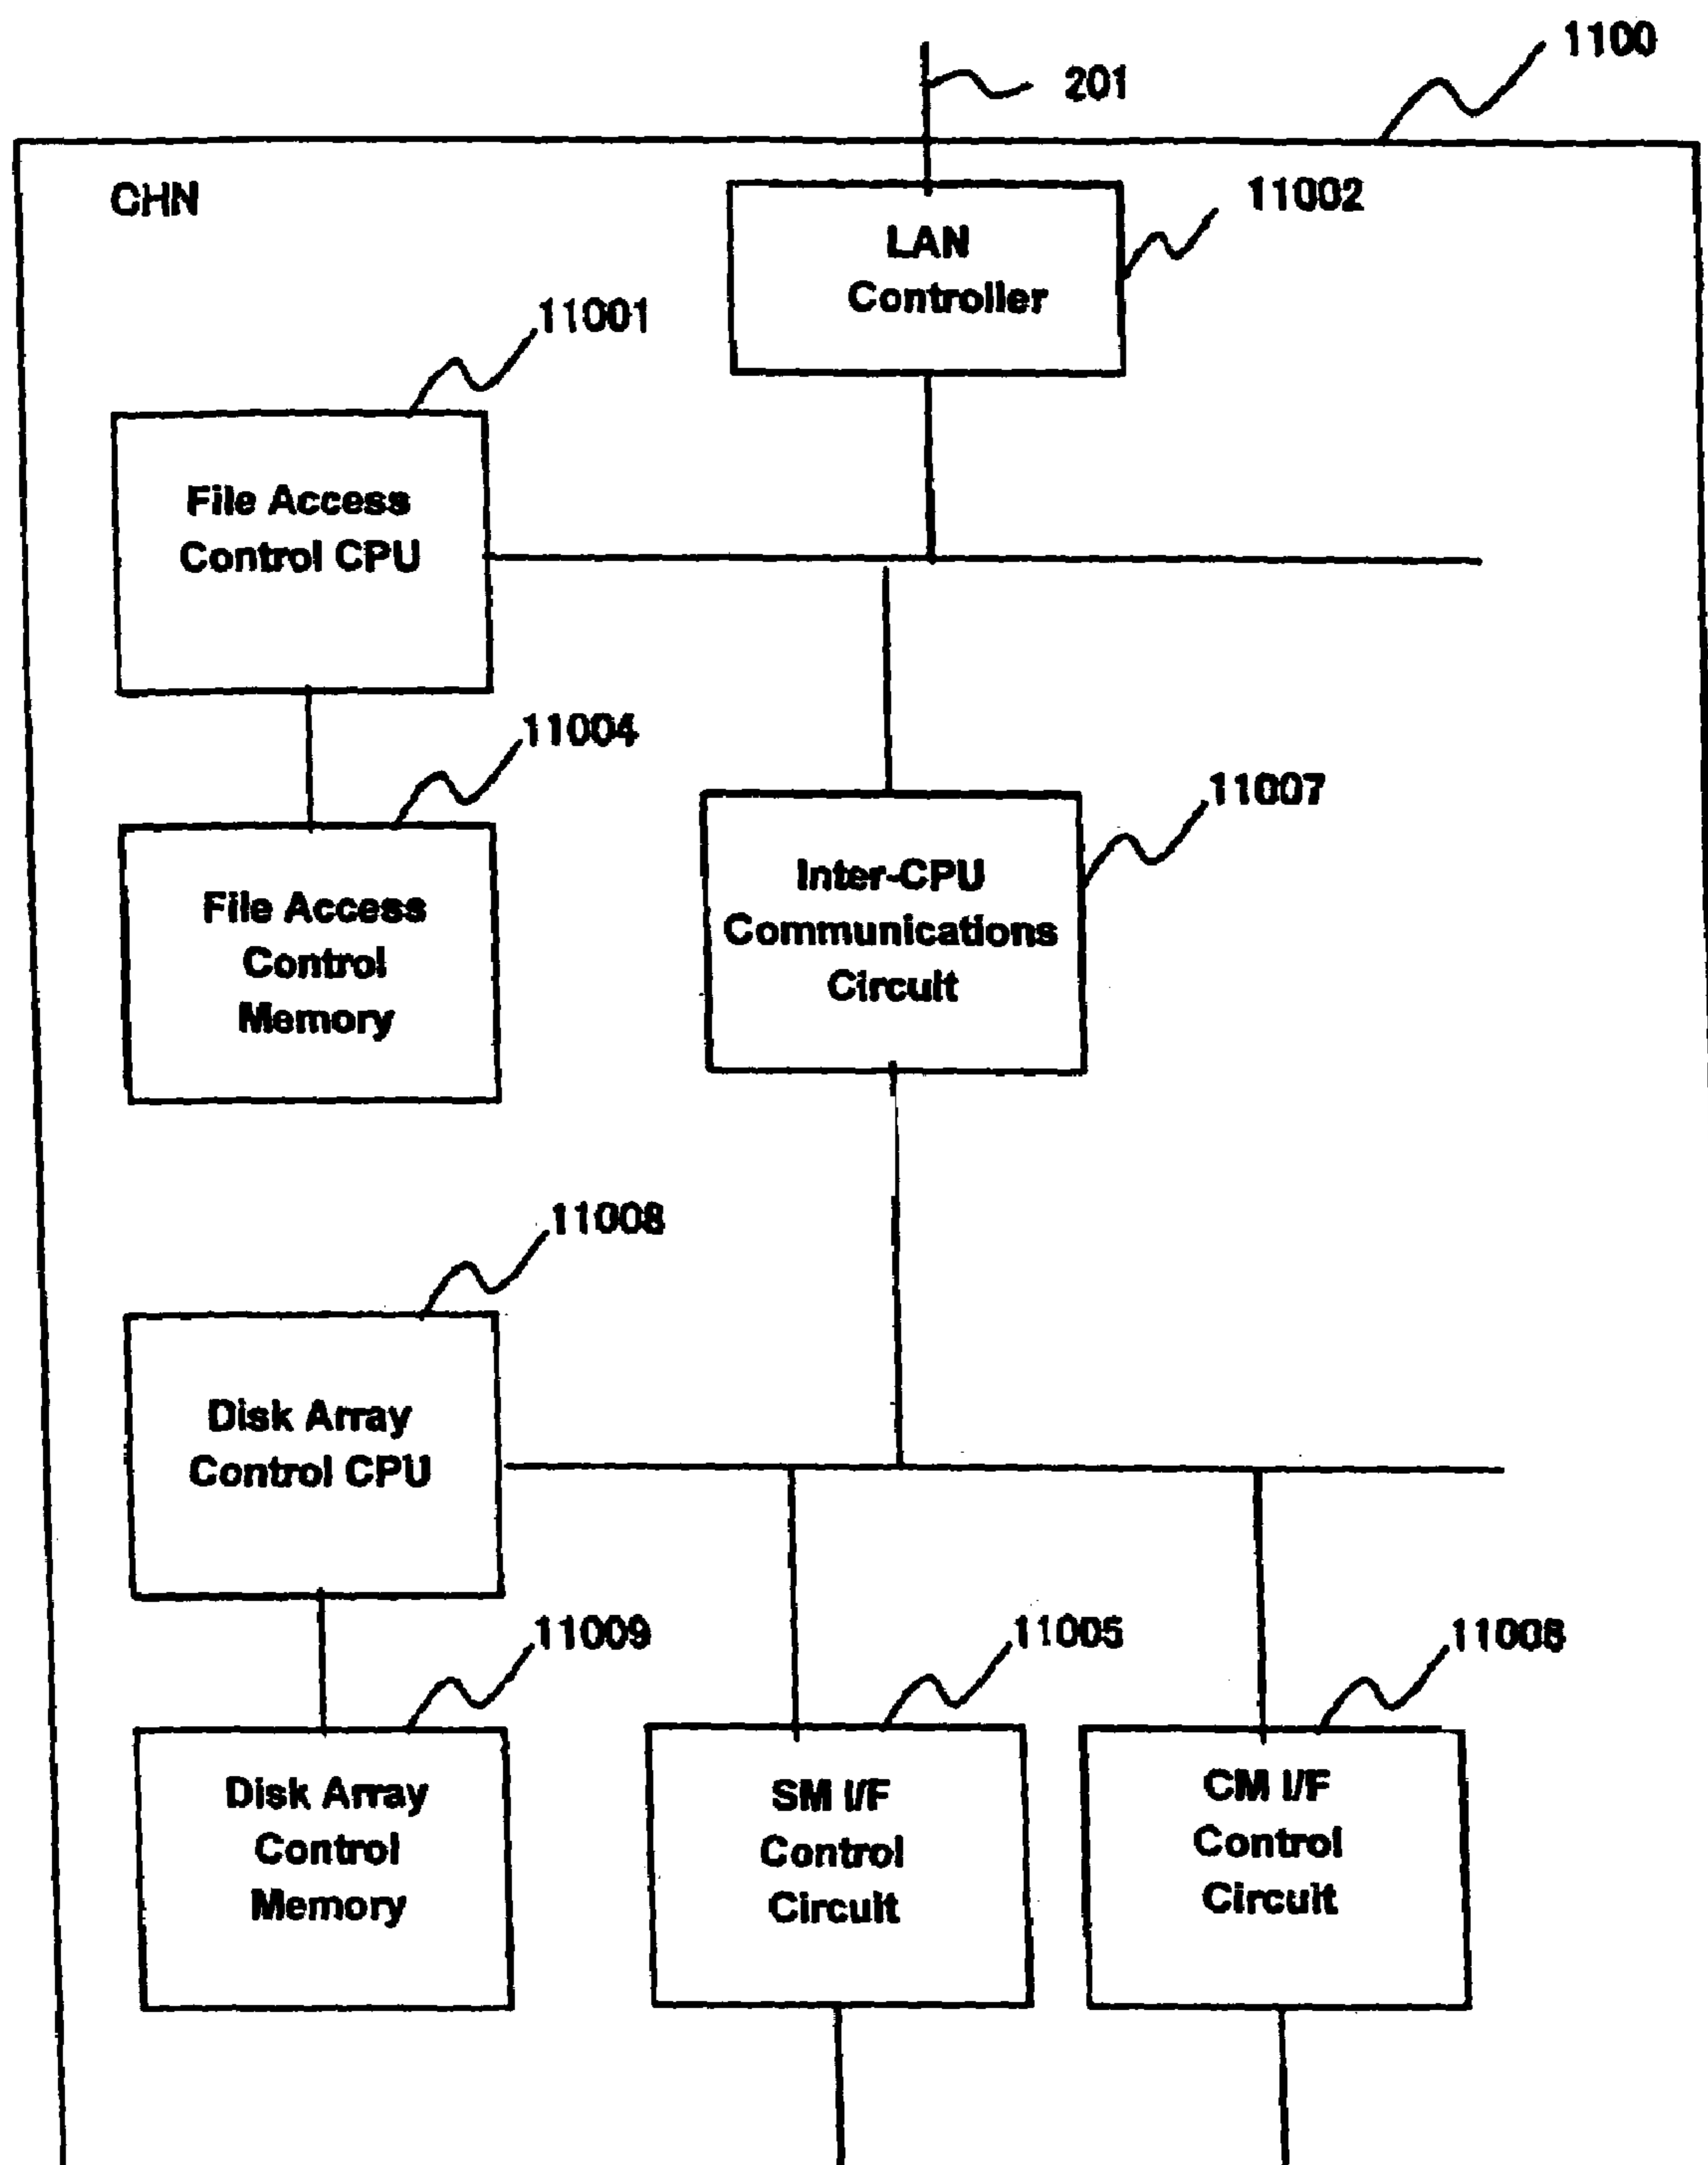 1100
201
CHN
11002
LAN
Controller
11001
File Access
Control CPU
11004
File Access
Control
Memory
11007
Inter-CPU
Communications
Circuit
11008
Disk Array
Control CPU
11009
Disk Array
Control
Memory
11005
SM I/F
Control
Circuit
11006
CM I/F
Control
Circuit